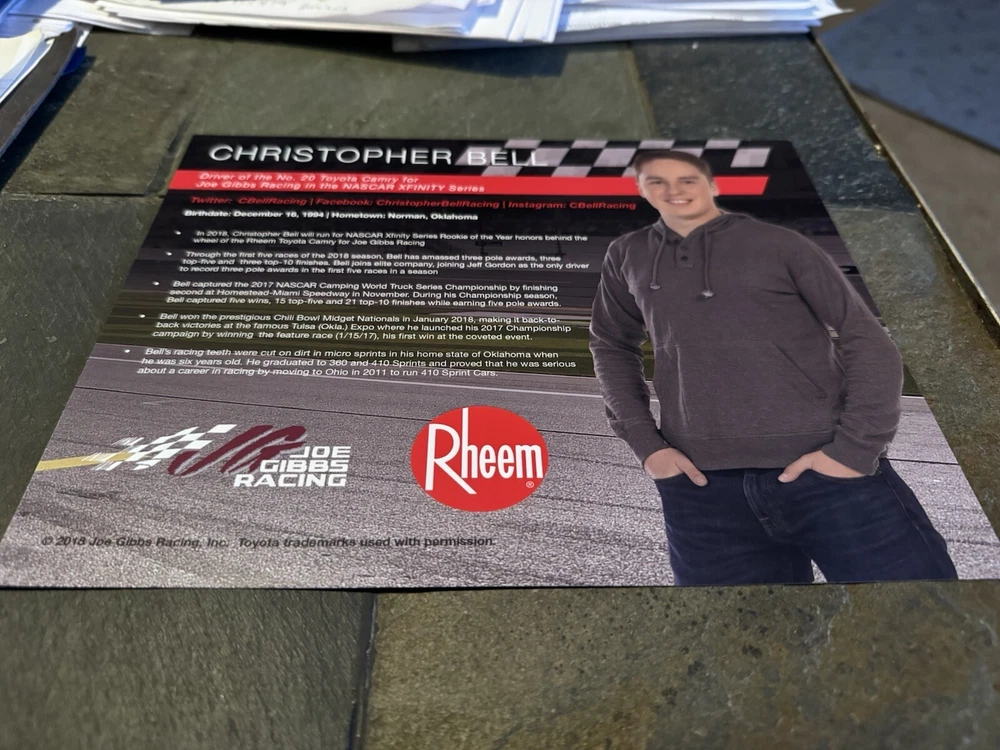 CHRISTOPHER BELL
Driver of the No. 20 Toyota Camry for
Joe Gibbs Racing in the NASCAR XFINITY Series
Twitter: CBellRacing | Facebook: ChristopherBellRacing | Instagram: CBellRacing
Birthdate: December 16, 1994 | Hometown: Norman, Oklahoma
• In 2018, Christopher Bell will run for NASCAR Xfinity Series Rookie of the Year honors behind the
wheel of the Rheem Toyota Camry for Joe Gibbs Racing
• Through the first five races of the 2018 season, Bell has amassed three pole awards, three
top-five and three top-10 finishes. Bell joins elite company, joining Jeff Gordon as the only driver
to record three pole awards in the first five races in a season
• Bell captured the 2017 NASCAR Camping World Truck Series Championship by finishing
second at Homestead-Miami Speedway in November. During his Championship season,
Bell captured five wins, 15 top-five and 21 top-10 finishes while earning five pole awards.
• Bell won the prestigious Chili Bowl Midget Nationals in January 2018, making it back-to-
back victories at the famous Tulsa (Okla.) Expo where he launched his 2017 Championship
campaign by winning the feature race (1/15/17), his first win at the coveted event.
• Bell's racing teeth were cut on dirt in micro sprints in his home state of Oklahoma when
he was six years old. He graduated to 360 and 410 Sprints and proved that he was serious
about a career in racing by moving to Ohio in 2011 to run 410 Sprint Cars.
JG JOE
GIBBS
RACING
Rheem®
© 2018 Joe Gibbs Racing, Inc. Toyota trademarks used with permission.